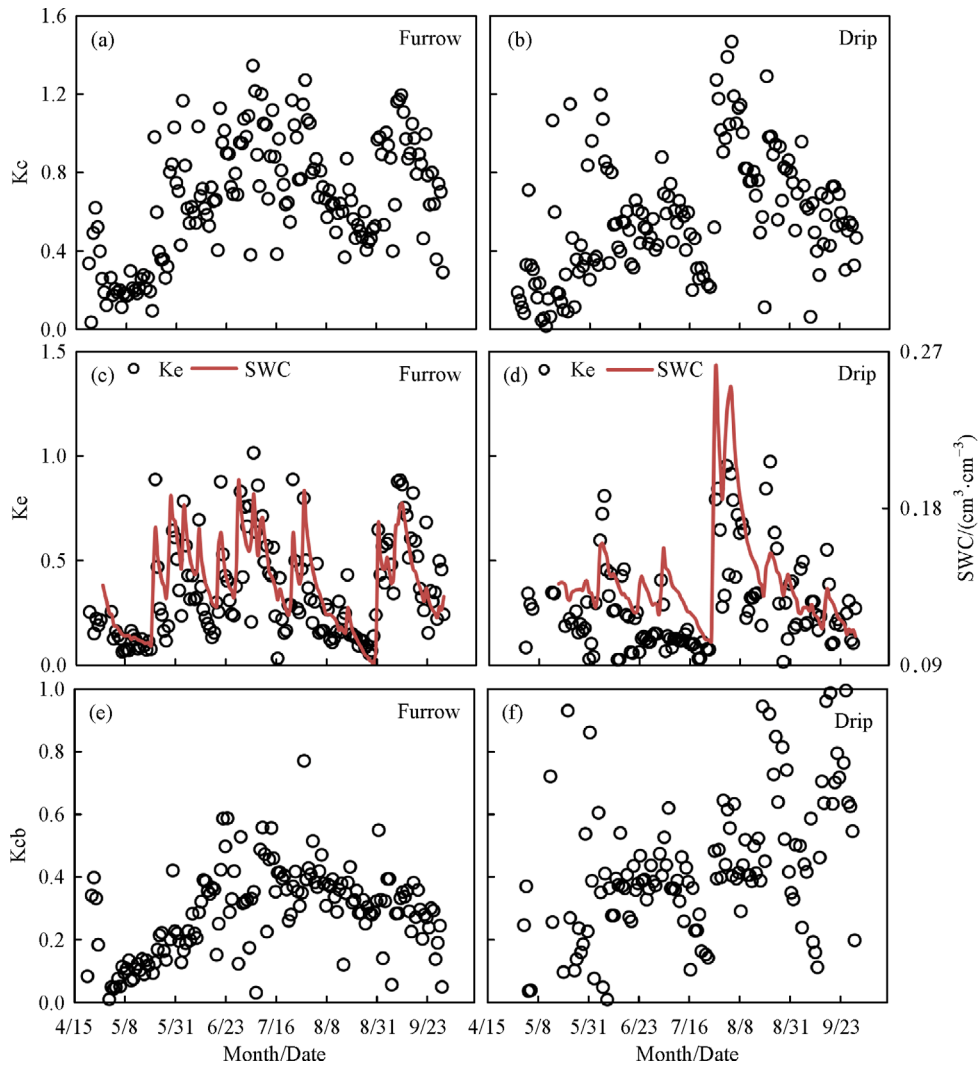 1.6
(a)
Furrow
(b)
Drip
1.2
Kc
0.8
0.4
0.0
1.5
Ke
SWC
(c)
Furrow
Ke
SWC
(d)
Drip
0.27
1.0
Ke
0.18
SWC/(cm³·cm⁻³)
0.5
0.0
0.09
1.0
(e)
Furrow
(f)
Drip
0.8
0.6
Kcb
0.4
0.2
0.0
4/15 5/8 5/31 6/23 7/16 8/8 8/31 9/23 4/15 5/8 5/31 6/23 7/16 8/8 8/31 9/23
Month/Date Month/Date